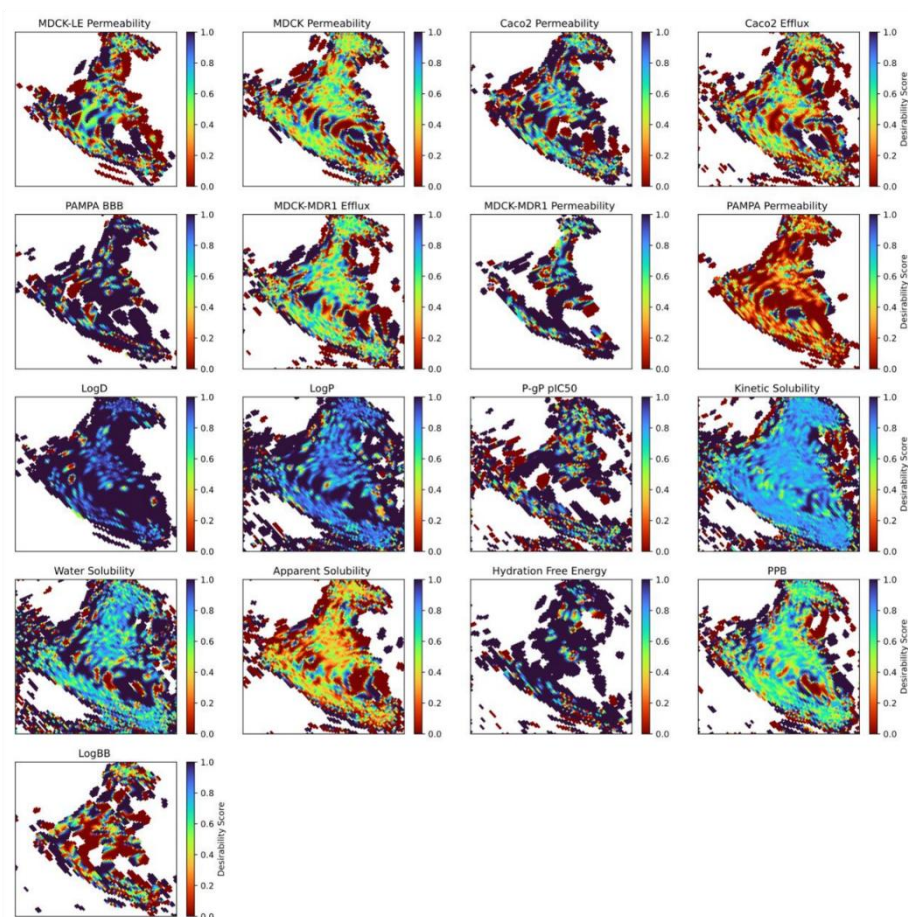 MDCK-LE Permeability MDCK Permeability Caco2 Permeability Caco2 Efflux
1.0 1.0 1.0 1.0
0.8 0.8 0.8 0.8
0.6 0.6 0.6 0.6
0.4 0.4 0.4 0.4
0.2 0.2 0.2 0.2
0.0 0.0 0.0 0.0
Desirability Score
PAMPA BBB MDCK-MDR1 Efflux MDCK-MDR1 Permeability PAMPA Permeability
1.0 1.0 1.0 1.0
0.8 0.8 0.8 0.8
0.6 0.6 0.6 0.6
0.4 0.4 0.4 0.4
0.2 0.2 0.2 0.2
0.0 0.0 0.0 0.0
Desirability Score
LogD LogP P-gP pIC50 Kinetic Solubility
1.0 1.0 1.0 1.0
0.8 0.8 0.8 0.8
0.6 0.6 0.6 0.6
0.4 0.4 0.4 0.4
0.2 0.2 0.2 0.2
0.0 0.0 0.0 0.0
Desirability Score
Water Solubility Apparent Solubility Hydration Free Energy PPB
1.0 1.0 1.0 1.0
0.8 0.8 0.8 0.8
0.6 0.6 0.6 0.6
0.4 0.4 0.4 0.4
0.2 0.2 0.2 0.2
0.0 0.0 0.0 0.0
Desirability Score
LogBB
1.0
0.8
0.6
0.4
0.2
0.0
Desirability Score